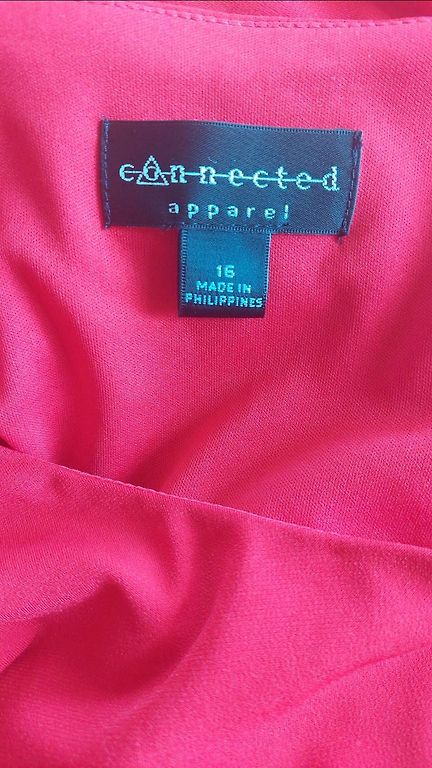 connected
apparel
16
MADE IN
PHILIPPINES